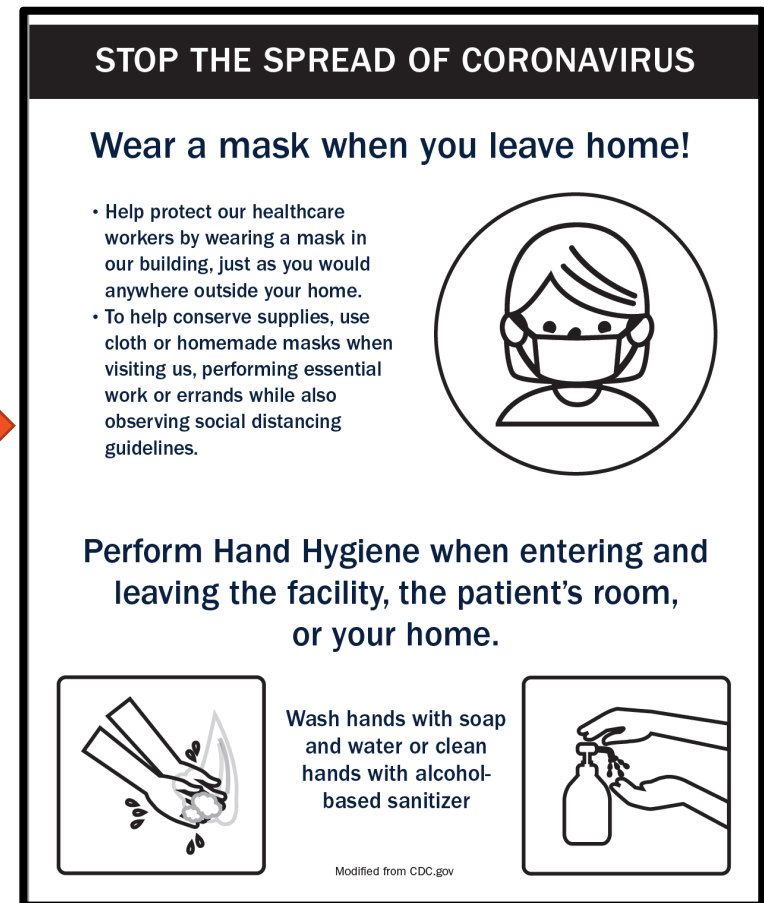 STOP THE SPREAD OF CORONAVIRUS
Wear a mask when you leave home!
• Help protect our healthcare
workers by wearing a mask in
our building, just as you would
anywhere outside your home.
• To help conserve supplies, use
cloth or homemade masks when
visiting us, performing essential
work or errands while also
observing social distancing
guidelines.
Perform Hand Hygiene when entering and
leaving the facility, the patient's room,
or your home.
Wash hands with soap
and water or clean
hands with alcohol-
based sanitizer
Modified from CDC.gov